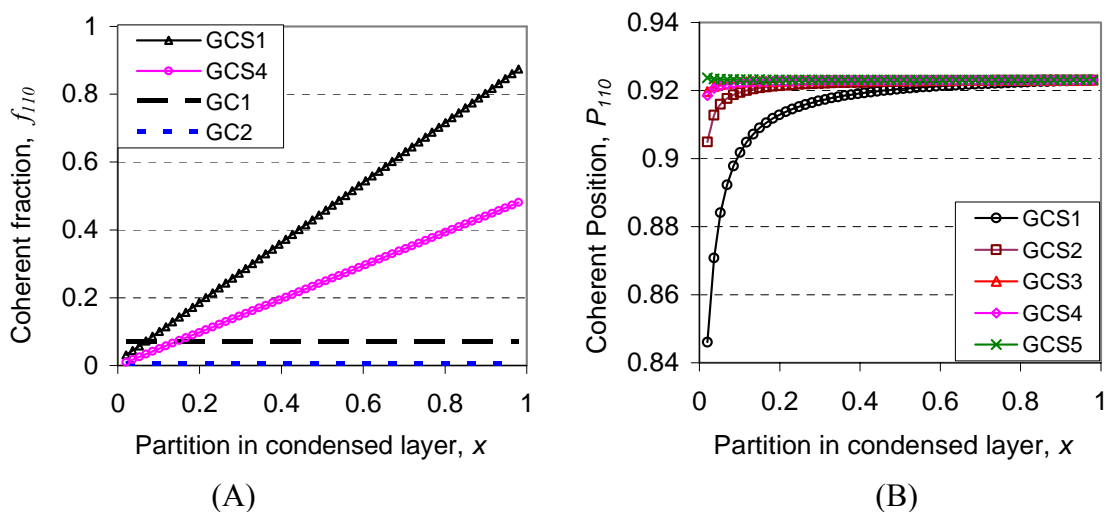 1
0.8
0.6
0.4
0.2
0
Coherent fraction, f110
GCS1
GCS4
GC1
GC2
0 0.2 0.4 0.6 0.8 1
Partition in condensed layer, x
(A)
0.94
0.92
0.9
0.88
0.86
0.84
Coherent Position, P110
GCS1
GCS2
GCS3
GCS4
GCS5
0 0.2 0.4 0.6 0.8 1
Partition in condensed layer, x
(B)